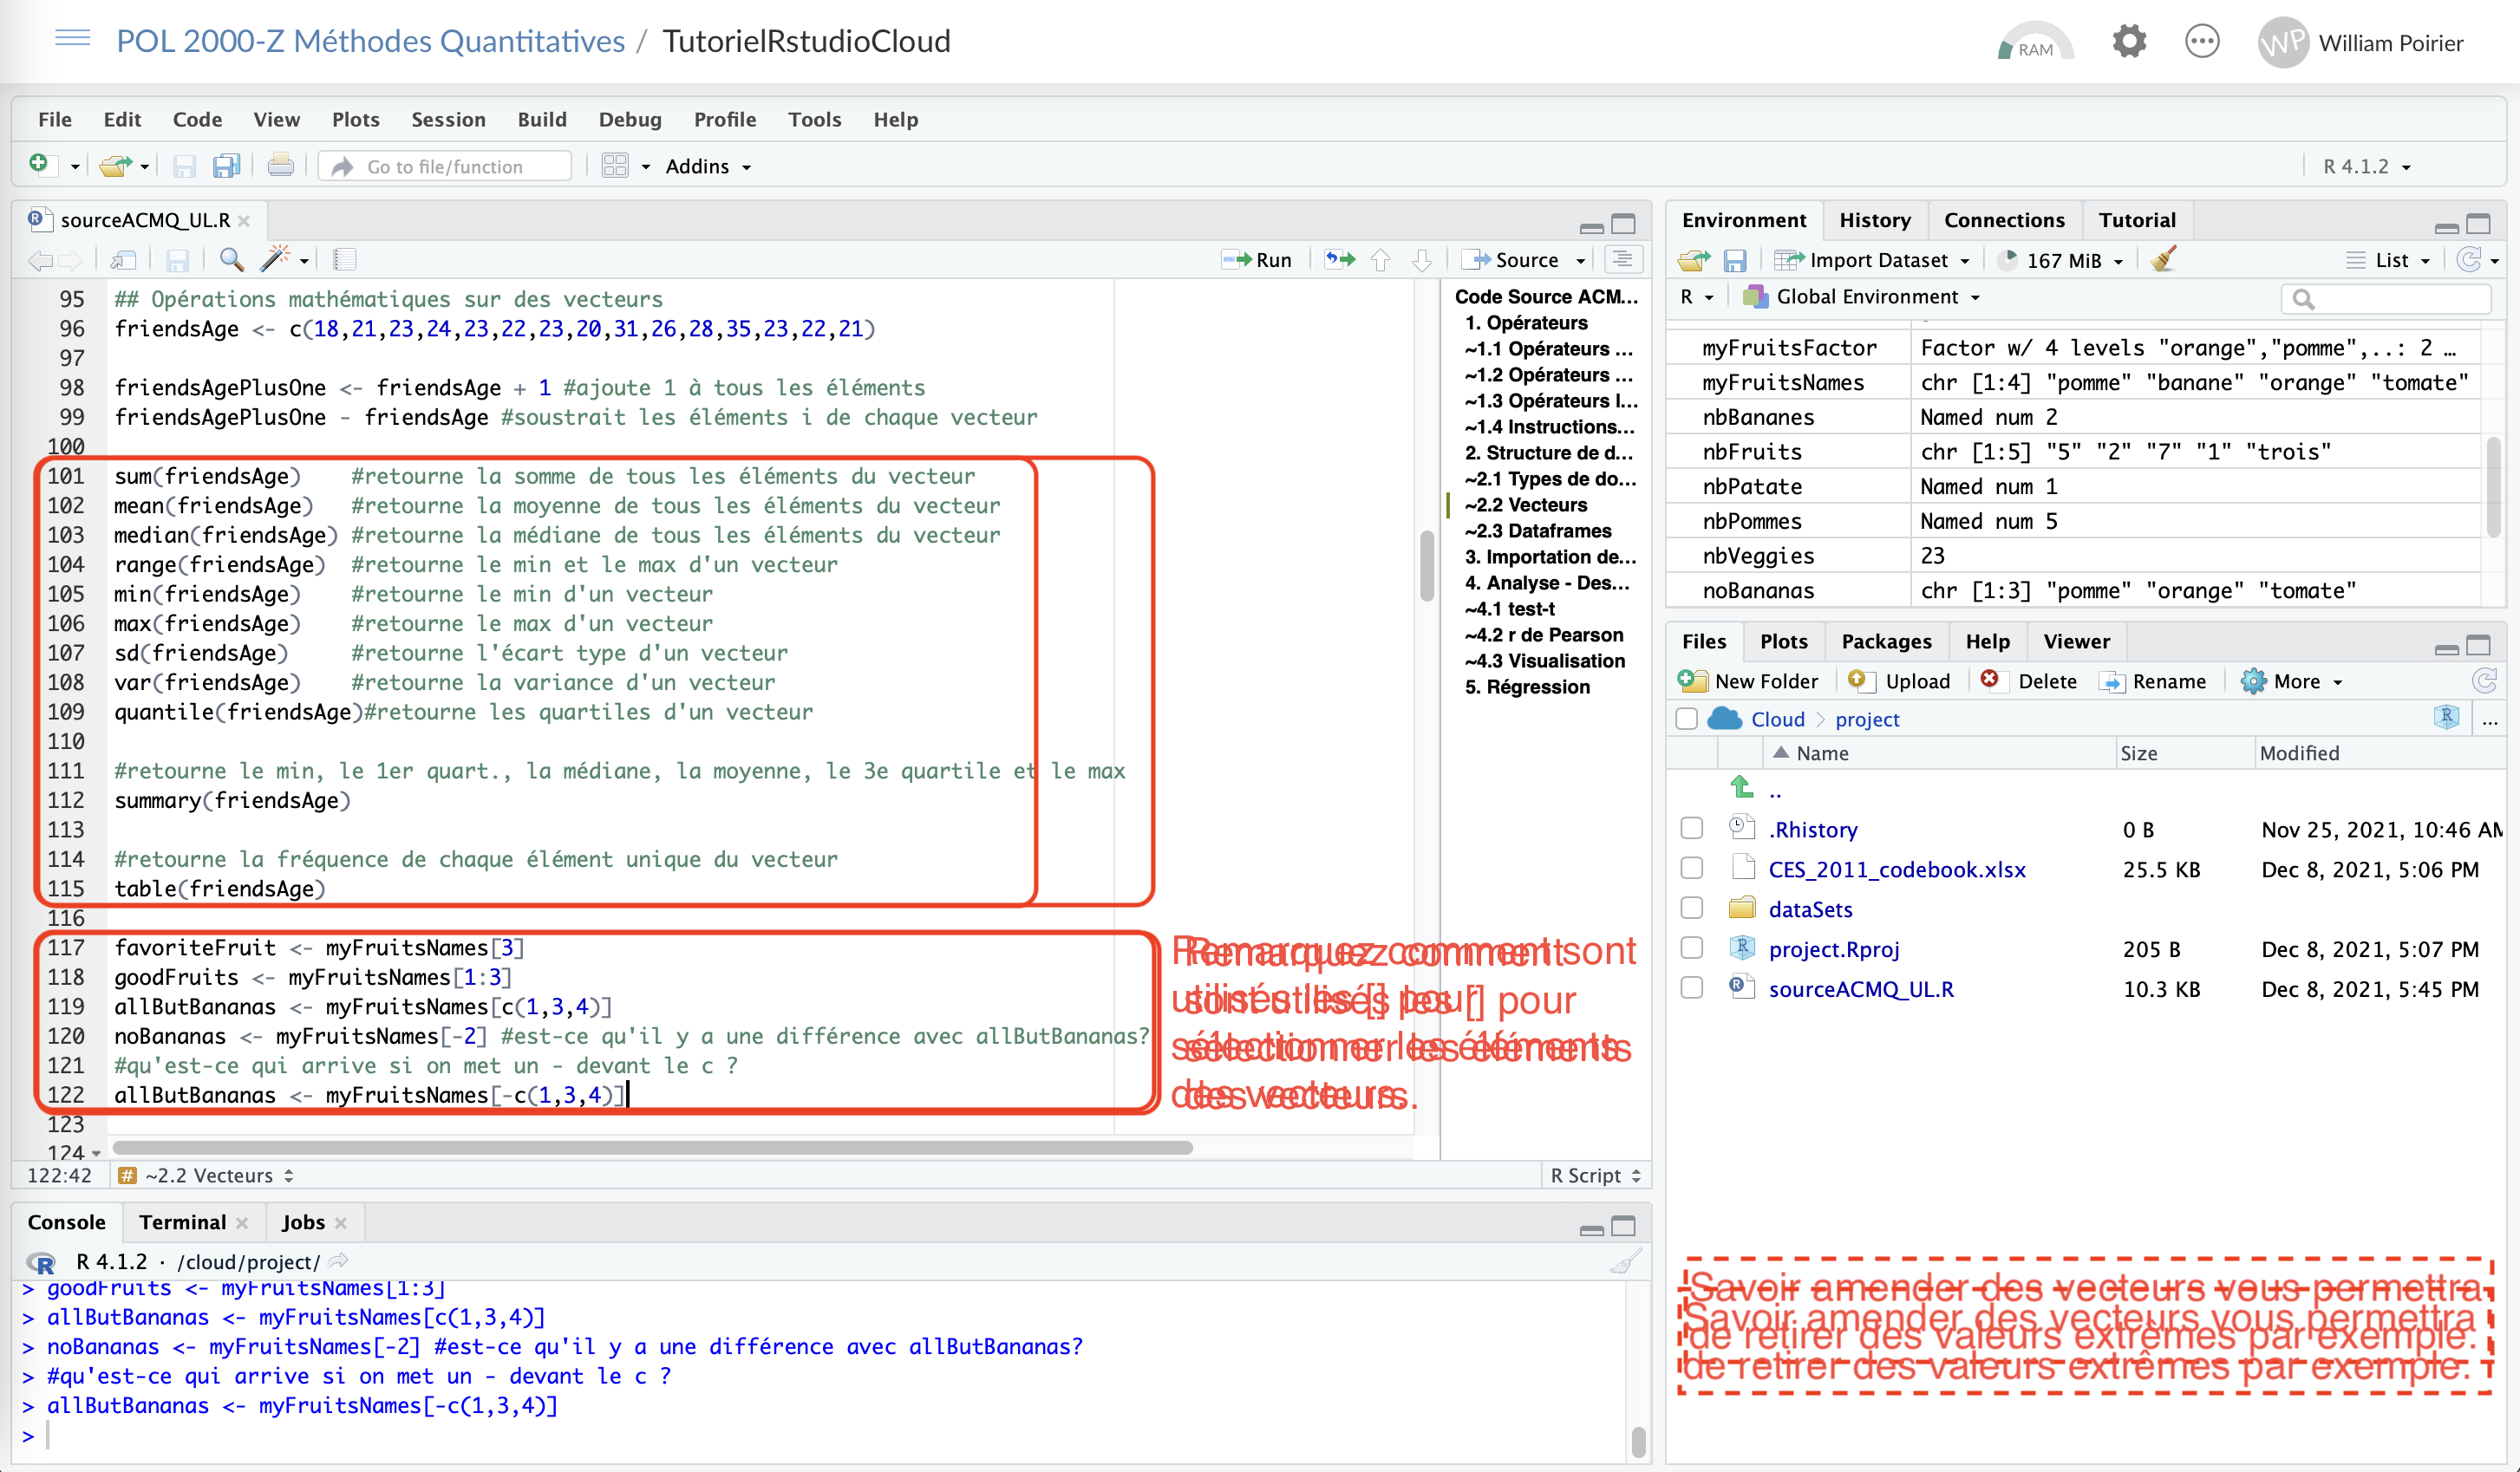 POL 2000-Z Méthodes Quantitatives / TutorielRstudioCloud
RAM
WP William Poirier
File Edit Code View Plots Session Build Debug Profile Tools Help
Go to file/function Addins R 4.1.2
sourceACMQ_UL.R
Run Source
95 ## Opérations mathématiques sur des vecteurs
96 friendsAge <- c(18,21,23,24,23,22,23,20,31,26,28,35,23,22,21)
97
98 friendsAgePlusOne <- friendsAge + 1 #ajoute 1 à tous les éléments
99 friendsAgePlusOne - friendsAge #soustrait les éléments i de chaque vecteur
100
101 sum(friendsAge) #retourne la somme de tous les éléments du vecteur
102 mean(friendsAge) #retourne la moyenne de tous les éléments du vecteur
103 median(friendsAge) #retourne la médiane de tous les éléments du vecteur
104 range(friendsAge) #retourne le min et le max d'un vecteur
105 min(friendsAge) #retourne le min d'un vecteur
106 max(friendsAge) #retourne le max d'un vecteur
107 sd(friendsAge) #retourne l'écart type d'un vecteur
108 var(friendsAge) #retourne la variance d'un vecteur
109 quantile(friendsAge)#retourne les quartiles d'un vecteur
110
111 #retourne le min, le 1er quart., la médiane, la moyenne, le 3e quartile et le max
112 summary(friendsAge)
113
114 #retourne la fréquence de chaque élément unique du vecteur
115 table(friendsAge)
116
117 favoriteFruit <- myFruitsNames[3]
118 goodFruits <- myFruitsNames[1:3]
119 allButBananas <- myFruitsNames[c(1,3,4)]
120 noBananas <- myFruitsNames[-2] #est-ce qu'il y a une différence avec allButBananas?
121 #qu'est-ce qui arrive si on met un - devant le c ?
122 allButBananas <- myFruitsNames[-c(1,3,4)]
123
124
Remarquez comment sont
utilisés les [] pour
sélectionner les éléments
des vecteurs.
Remarquez comment
sont utilisés les [] pour
sélectionner les éléments
des vecteurs.
122:42 # ~2.2 Vecteurs R Script
Code Source ACM...
1. Opérateurs
~1.1 Opérateurs ...
~1.2 Opérateurs ...
~1.3 Opérateurs l...
~1.4 Instructions...
2. Structure de d...
~2.1 Types de do...
~2.2 Vecteurs
~2.3 Dataframes
3. Importation de...
4. Analyse - Des...
~4.1 test-t
~4.2 r de Pearson
~4.3 Visualisation
5. Régression
Console Terminal Jobs
R 4.1.2 · /cloud/project/
> goodFruits <- myFruitsNames[1:3]
> allButBananas <- myFruitsNames[c(1,3,4)]
> noBananas <- myFruitsNames[-2] #est-ce qu'il y a une différence avec allButBananas?
> #qu'est-ce qui arrive si on met un - devant le c ?
> allButBananas <- myFruitsNames[-c(1,3,4)]
>
Environment History Connections Tutorial
Import Dataset 167 MiB List
R Global Environment
myFruitsFactor Factor w/ 4 levels "orange","pomme",..: 2 …
myFruitsNames chr [1:4] "pomme" "banane" "orange" "tomate"
nbBananes Named num 2
nbFruits chr [1:5] "5" "2" "7" "1" "trois"
nbPatate Named num 1
nbPommes Named num 5
nbVeggies 23
noBananas chr [1:3] "pomme" "orange" "tomate"
Files Plots Packages Help Viewer
New Folder Upload Delete Rename More
Cloud project ...
Name Size Modified
..
.Rhistory 0 B Nov 25, 2021, 10:46 AM
CES_2011_codebook.xlsx 25.5 KB Dec 8, 2021, 5:06 PM
dataSets
project.Rproj 205 B Dec 8, 2021, 5:07 PM
sourceACMQ_UL.R 10.3 KB Dec 8, 2021, 5:45 PM
Savoir amender des vecteurs vous permettra
de retirer des valeurs extrêmes par exemple.
Savoir amender des vecteurs vous permettra
de retirer des valeurs extrêmes par exemple.